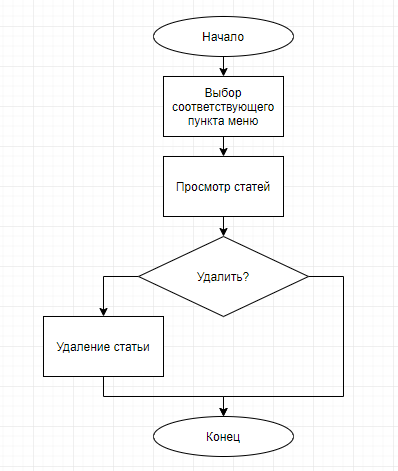 Начало
Выбор
соответствующего
пункта меню
Просмотр статей
Удалить?
Удаление статьи
Конец